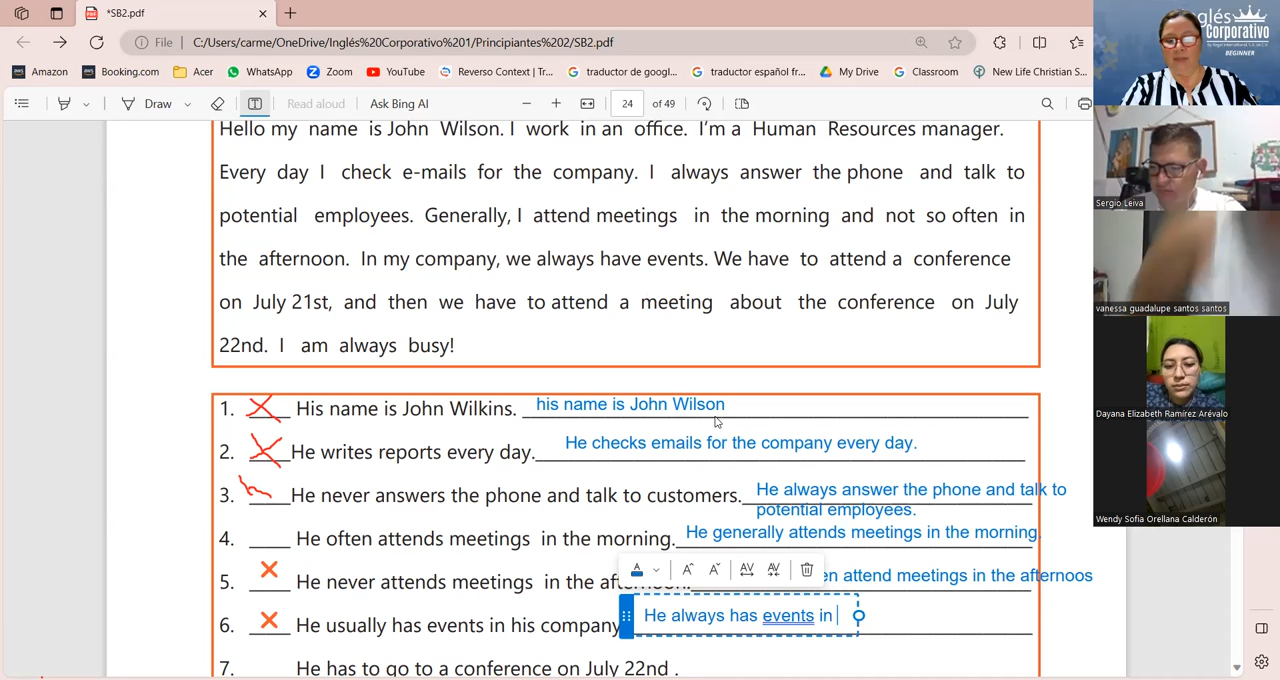 *SB2.pdf
File
C:/Users/carme/OneDrive/Inglés%20Corporativo%201/Principiantes%202/SB2.pdf
Amazon
Booking.com
Acer
WhatsApp
Zoom
YouTube
Reverso Context | Tr...
traductor de googl...
traductor español fr...
My Drive
Classroom
New Life Christian S...
Draw
Read aloud
Ask Bing AI
24 of 49
Hello my name is John Wilson. I work in an office. I'm a Human Resources manager.
Every day I check e-mails for the company. I always answer the phone and talk to
potential employees. Generally, I attend meetings in the morning and not so often in
the afternoon. In my company, we always have events. We have to attend a conference
on July 21st, and then we have to attend a meeting about the conference on July
22nd. I am always busy!
1. His name is John Wilkins. his name is John Wilson
2. He writes reports every day. He checks emails for the company every day.
3. He never answers the phone and talk to customers. He always answer the phone and talk to
potential employees.
4. He often attends meetings in the morning. He generally attends meetings in the morning.
5. He never attends meetings in the afternoon. en attend meetings in the afternoos
6. He usually has events in his company He always has events in
7. He has to go to a conference on July 22nd .
glés
Corporativo
BEGINNER
Sergio Leiva
vanessa guadalupe santos santos
Dayana Elizabeth Ramírez Arévalo
Wendy Sofia Orellana Calderón